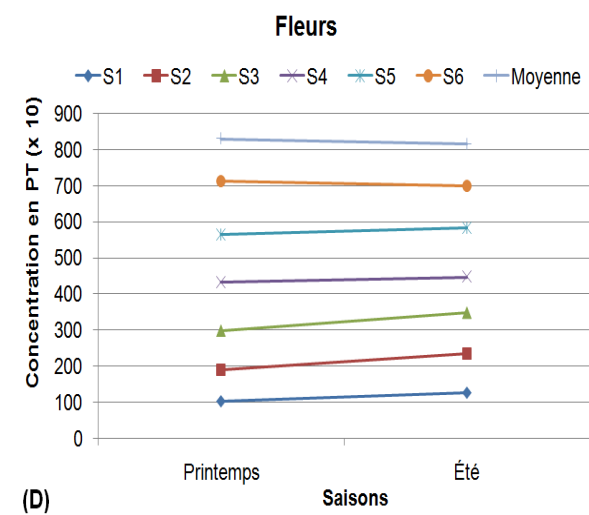 Fleurs
S1 S2 S3 S4 S5 S6 Moyenne
Concentration en PT (x 10)
900
800
700
600
500
400
300
200
100
0
Printemps Été
(D) Saisons